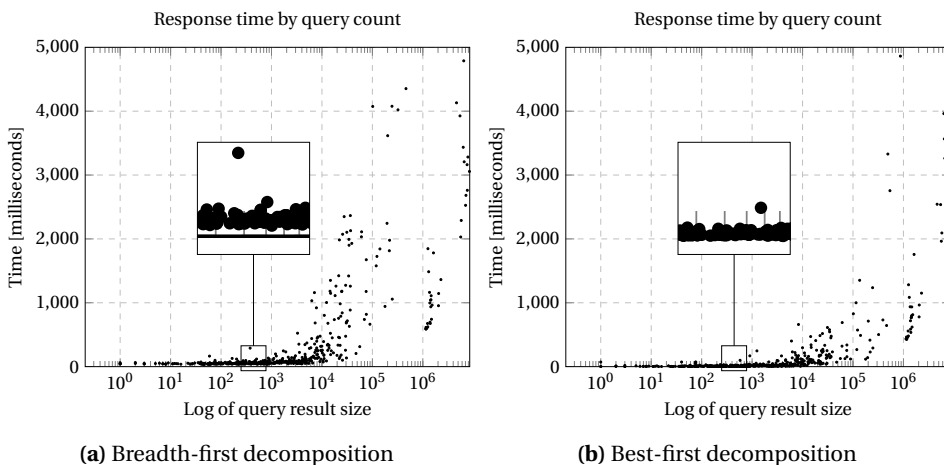 Response time by query count
5,000
4,000
3,000
2,000
1,000
0
Time [milliseconds]
10^0 10^1 10^2 10^3 10^4 10^5 10^6
Log of query result size
(a) Breadth-first decomposition
Response time by query count
5,000
4,000
3,000
2,000
1,000
0
Time [milliseconds]
10^0 10^1 10^2 10^3 10^4 10^5 10^6
Log of query result size
(b) Best-first decomposition